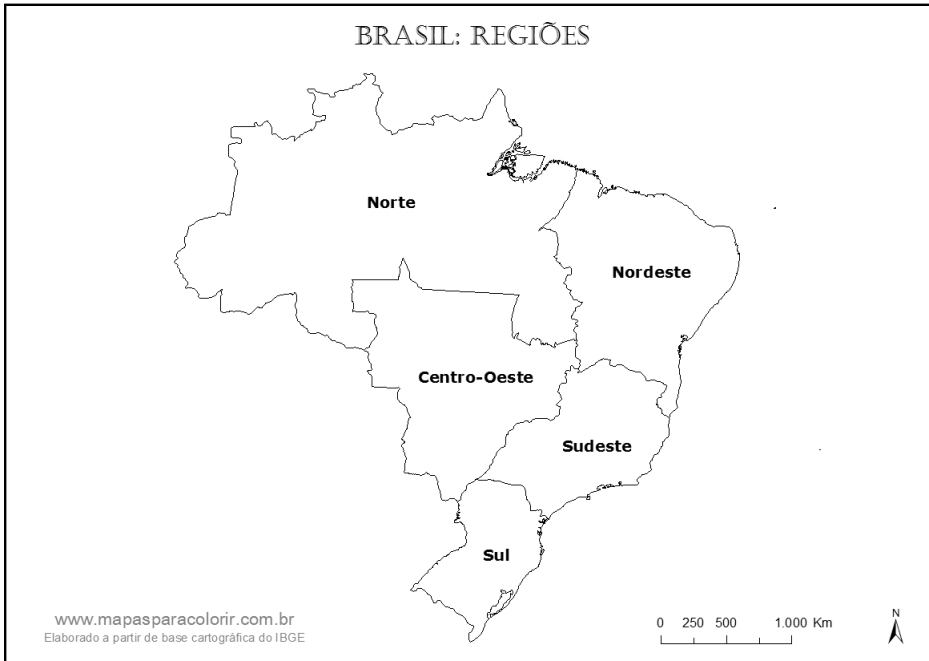 BRASIL: REGIÕES
Norte
Nordeste
Centro-Oeste
Sudeste
Sul
www.mapasparacolorir.com.br
Elaborado a partir de base cartográfica do IBGE
0 250 500 1.000 Km
N